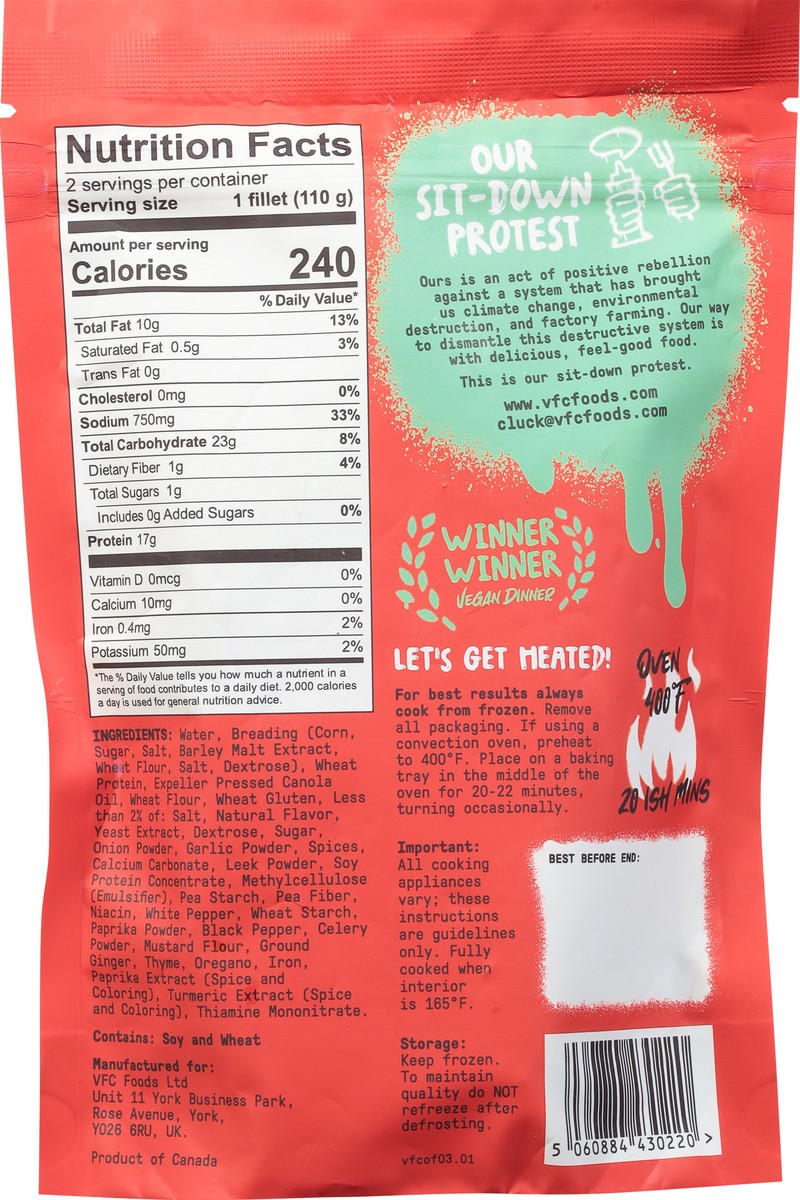 Nutrition Facts
2 servings per container
Serving size 1 fillet (110 g)
Amount per serving
Calories 240
% Daily Value*
Total Fat 10g 13%
Saturated Fat 0.5g 3%
Trans Fat 0g
Cholesterol 0mg 0%
Sodium 750mg 33%
Total Carbohydrate 23g 8%
Dietary Fiber 1g 4%
Total Sugars 1g
Includes 0g Added Sugars 0%
Protein 17g
Vitamin D 0mcg 0%
Calcium 10mg 0%
Iron 0.4mg 2%
Potassium 50mg 2%
*The % Daily Value tells you how much a nutrient in a
serving of food contributes to a daily diet. 2,000 calories
a day is used for general nutrition advice.
INGREDIENTS: Water, Breading (Corn,
Sugar, Salt, Barley Malt Extract,
Wheat Flour, Salt, Dextrose), Wheat
Protein, Expeller Pressed Canola
Oil, Wheat Flour, Wheat Gluten, Less
than 2% of: Salt, Natural Flavor,
Yeast Extract, Dextrose, Sugar,
Onion Powder, Garlic Powder, Spices,
Calcium Carbonate, Leek Powder, Soy
Protein Concentrate, Methylcellulose
(Emulsifier), Pea Starch, Pea Fiber,
Niacin, White Pepper, Wheat Starch,
Paprika Powder, Black Pepper, Celery
Powder, Mustard Flour, Ground
Ginger, Thyme, Oregano, Iron,
Paprika Extract (Spice and
Coloring), Turmeric Extract (Spice
and Coloring), Thiamine Mononitrate.
Contains: Soy and Wheat
Manufactured for:
VFC Foods Ltd
Unit 11 York Business Park,
Rose Avenue, York,
YO26 6RU, UK.
Product of Canada
OUR
SIT-DOWN
PROTEST
Ours is an act of positive rebellion
against a system that has brought
us climate change, environmental
destruction, and factory farming. Our way
to dismantle this destructive system is
with delicious, feel-good food.
This is our sit-down protest.
www.vfcfoods.com
cluck@vfcfoods.com
WINNER
WINNER
VEGAN DINNER
LET'S GET HEATED!
For best results always
cook from frozen. Remove
all packaging. If using a
convection oven, preheat
to 400°F. Place on a baking
tray in the middle of the
oven for 20-22 minutes,
turning occasionally.
OVEN
400°F
20 ISH MINS
Important:
All cooking
appliances
vary; these
instructions
are guidelines
only. Fully
cooked when
interior
is 165°F.
Storage:
Keep frozen.
To maintain
quality do NOT
refreeze after
defrosting.
vfcof03.01
BEST BEFORE END:
5 060884 430220 >